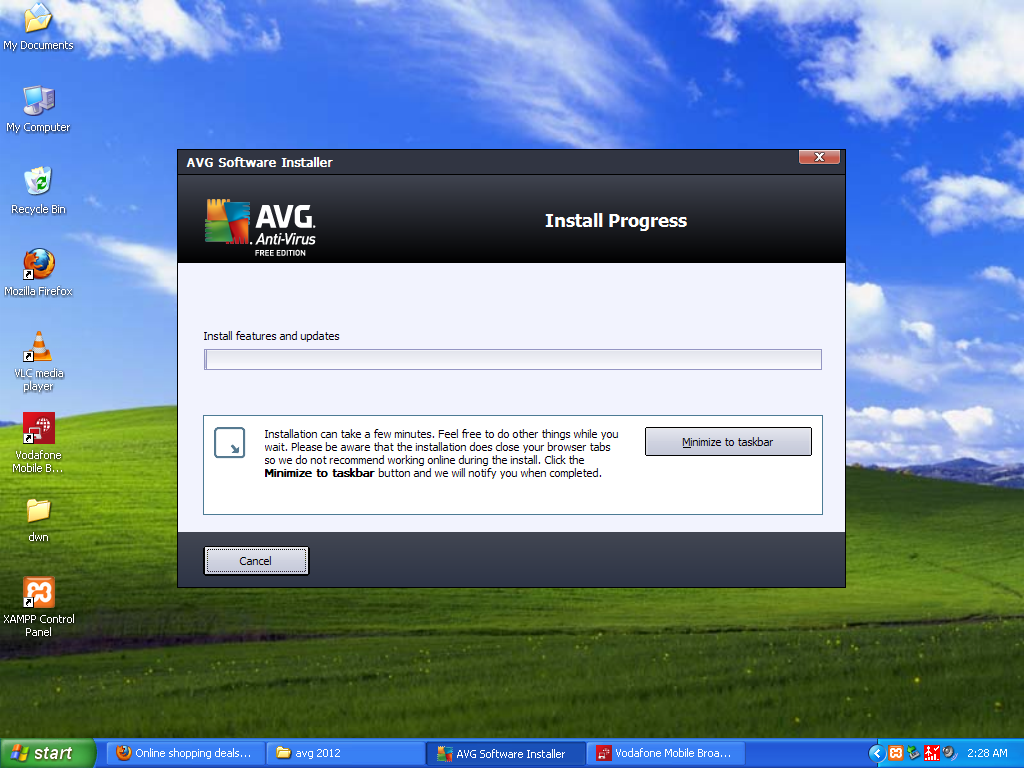 My Documents
My Computer
Recycle Bin
Mozilla Firefox
VLC media
player
Vodafone
Mobile B...
dwn
XAMPP Control
Panel
AVG Software Installer
AVG.
Anti-Virus
FREE EDITION
Install Progress
Install features and updates
Installation can take a few minutes. Feel free to do other things while you
wait. Please be aware that the installation does close your browser tabs
so we do not recommend working online during the install. Click the
Minimize to taskbar button and we will notify you when completed.
Minimize to taskbar
Cancel
start
Online shopping deals...
avg 2012
AVG Software Installer
Vodafone Mobile Broa...
2:28 AM